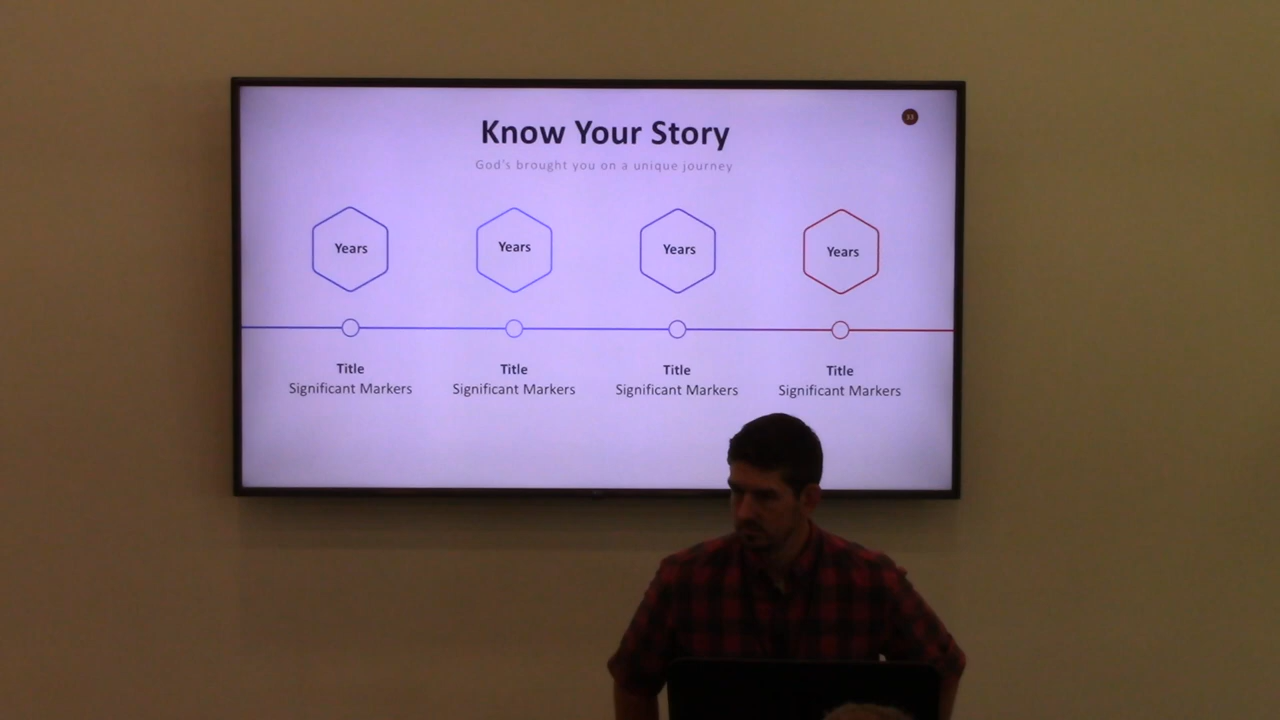 Know Your Story
33
God's brought you on a unique journey
Years Years Years Years
Title Title Title Title
Significant Markers Significant Markers Significant Markers Significant Markers